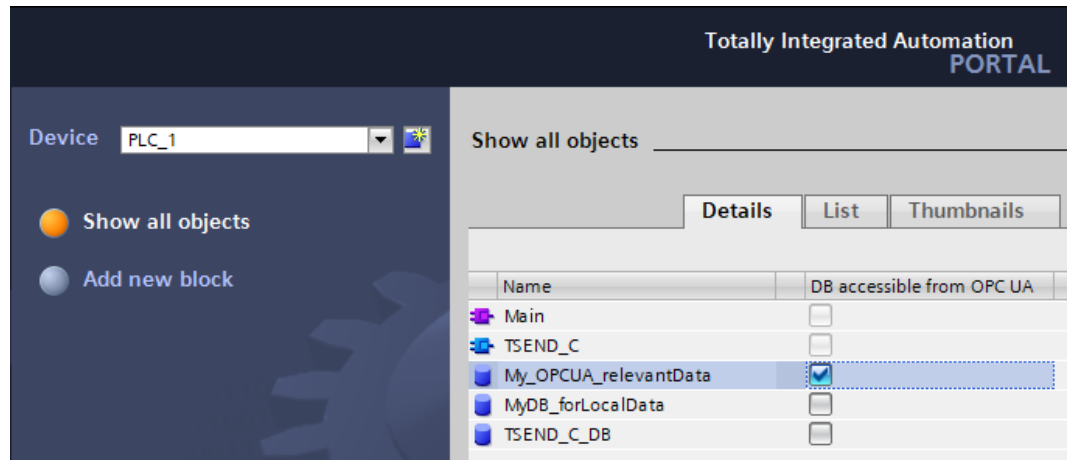 Totally Integrated Automation
PORTAL
Device PLC_1
Show all objects
Add new block
Show all objects
Details List Thumbnails
Name DB accessible from OPC UA
Main
TSEND_C
My_OPCUA_relevantData
MyDB_forLocalData
TSEND_C_DB